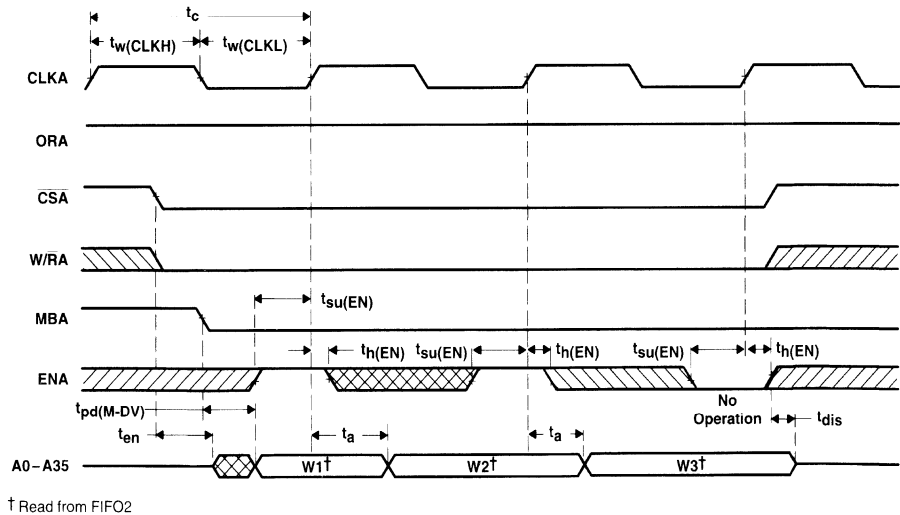 tc
tw(CLKH)
tw(CLKL)
CLKA
ORA
CSA
W/RA
tsu(EN)
MBA
th(EN)
tsu(EN)
th(EN)
tsu(EN)
th(EN)
ENA
No
Operation
tpd(M-DV)
tdis
ten
ta
ta
A0–A35
W1†
W2†
W3†
† Read from FIFO2